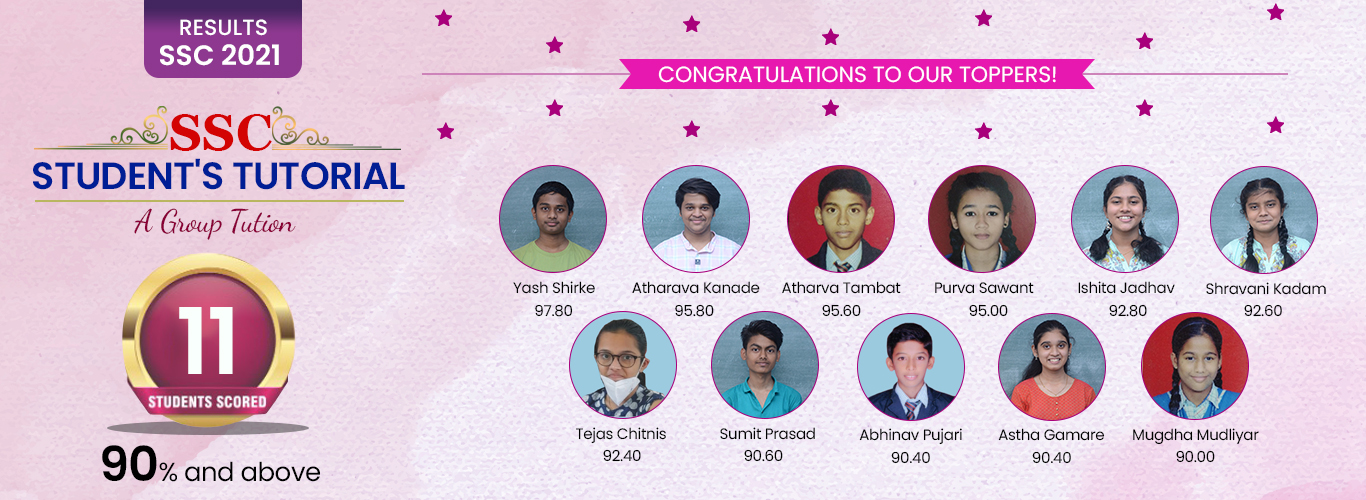 RESULTS
SSC 2021
SSC
STUDENT'S TUTORIAL
A Group Tution
11
STUDENTS SCORED
90% and above
CONGRATULATIONS TO OUR TOPPERS!
Yash Shirke
97.80
Atharava Kanade
95.80
Atharva Tambat
95.60
Purva Sawant
95.00
Ishita Jadhav
92.80
Shravani Kadam
92.60
Tejas Chitnis
92.40
Sumit Prasad
90.60
Abhinav Pujari
90.40
Astha Gamare
90.40
Mugdha Mudliyar
90.00